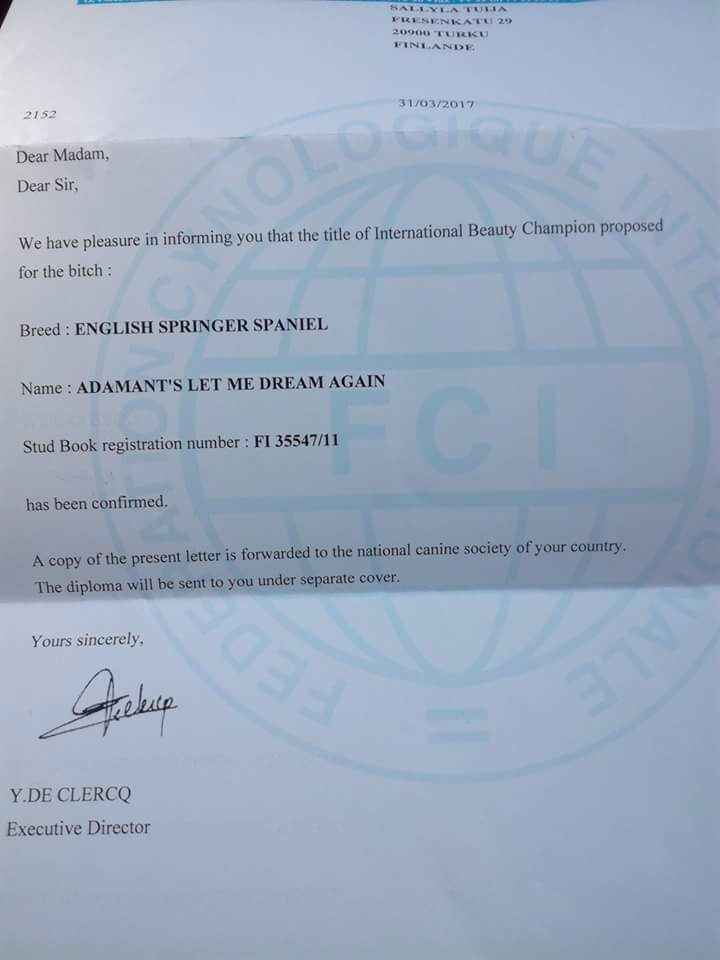 SALLYLA TUIJA
FRESENKATU 29
20900 TURKU
FINLANDE
31/03/2017
2152
Dear Madam,
Dear Sir,
We have pleasure in informing you that the title of International Beauty Champion proposed
for the bitch :
Breed : ENGLISH SPRINGER SPANIEL
Name : ADAMANT'S LET ME DREAM AGAIN
Stud Book registration number : FI 35547/11
has been confirmed.
A copy of the present letter is forwarded to the national canine society of your country.
The diploma will be sent to you under separate cover.
Yours sincerely,
Y.DE CLERCQ
Executive Director
FCI